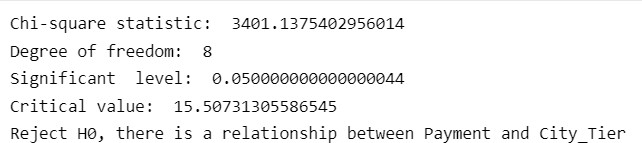 Chi-square statistic:  3401.1375402956014
Degree of freedom:  8
Significant  level:  0.050000000000000044
Critical value:  15.50731305586545
Reject H0, there is a relationship between Payment and City_Tier